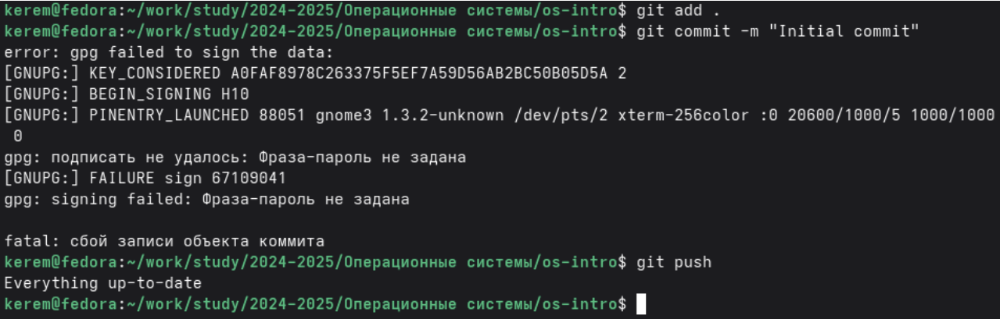 kerem@fedora:~/work/study/2024-2025/Операционные системы/os-intro$ git add .
kerem@fedora:~/work/study/2024-2025/Операционные системы/os-intro$ git commit -m "Initial commit"
error: gpg failed to sign the data:
[GNUPG:] KEY_CONSIDERED A0FAF8978C263375F5EF7A59D56AB2BC50B05D5A 2
[GNUPG:] BEGIN_SIGNING H10
[GNUPG:] PINENTRY_LAUNCHED 88051 gnome3 1.3.2-unknown /dev/pts/2 xterm-256color :0 20600/1000/5 1000/1000
 0
gpg: подписать не удалось: Фраза-пароль не задана
[GNUPG:] FAILURE sign 67109041
gpg: signing failed: Фраза-пароль не задана

fatal: сбой записи объекта коммита
kerem@fedora:~/work/study/2024-2025/Операционные системы/os-intro$ git push
Everything up-to-date
kerem@fedora:~/work/study/2024-2025/Операционные системы/os-intro$